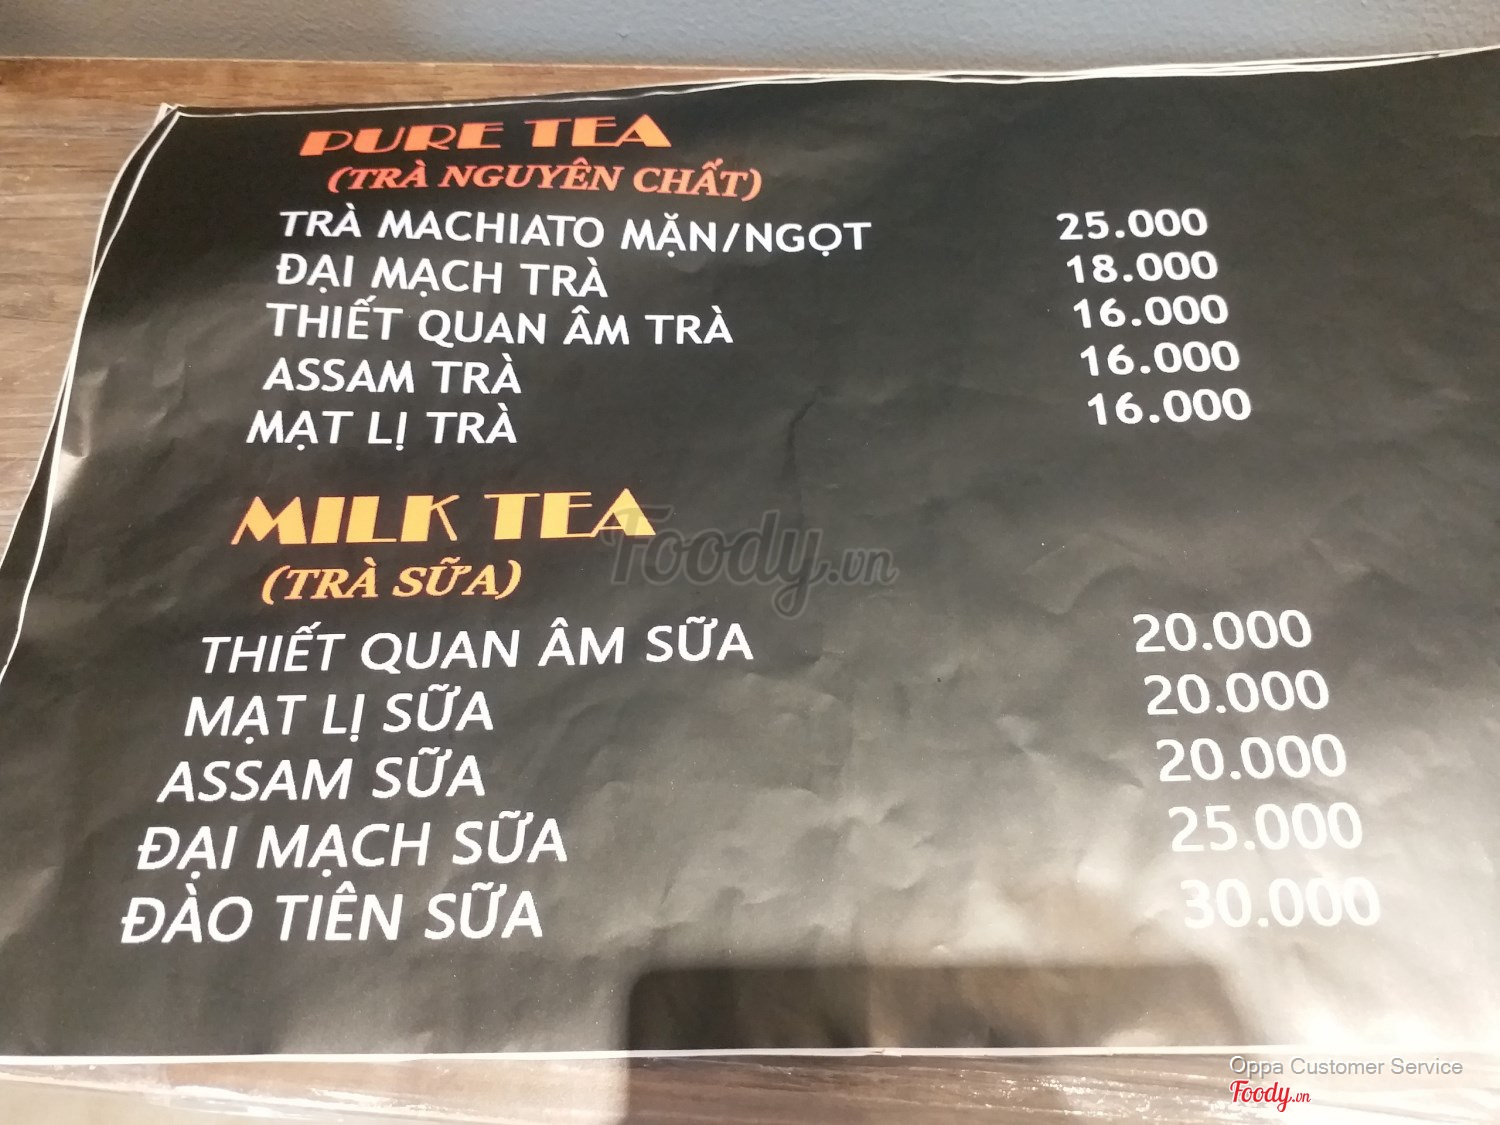 PURE TEA
(TRÀ NGUYÊN CHẤT)
TRÀ MACHIATO MẶN/NGỌT 25.000
ĐẠI MẠCH TRÀ 18.000
THIẾT QUAN ÂM TRÀ 16.000
ASSAM TRÀ 16.000
MẠT LỊ TRÀ 16.000
MILK TEA
(TRÀ SỮA)
Foody.vn
THIẾT QUAN ÂM SỮA 20.000
MẠT LỊ SỮA 20.000
ASSAM SỮA 20.000
ĐẠI MẠCH SỮA 25.000
ĐÀO TIÊN SỮA 30.000
Oppa Customer Service
Foody.vn